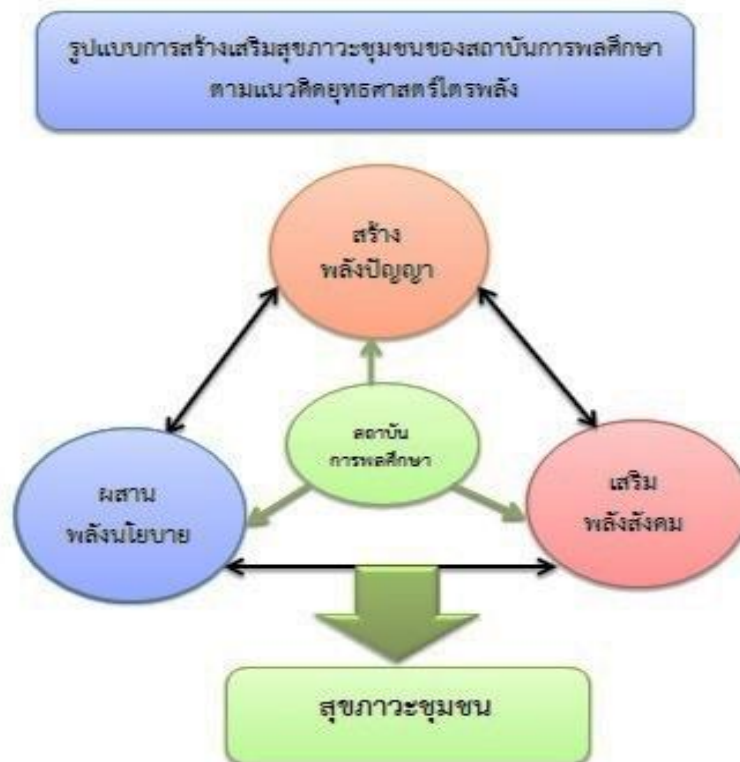 รูปแบบการสร้างเสริมสุขภาวะชุมชนของสถาบันการพลศึกษา
ตามแนวคิดยุทธศาสตร์ไตรพลัง
สร้าง
พลังปัญญา
สถาบัน
การพลศึกษา
ผสาน
พลังนโยบาย
เสริม
พลังสังคม
สุขภาวะชุมชน